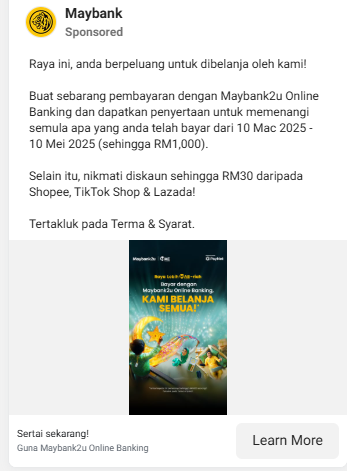 Maybank
Sponsored
Raya ini, anda berpeluang untuk dibelanja oleh kami!
Buat sebarang pembayaran dengan Maybank2u Online
Banking dan dapatkan penyertaan untuk memenangi
semula apa yang anda telah bayar dari 10 Mac 2025 -
10 Mei 2025 (sehingga RM1,000).
Selain itu, nikmati diskaun sehingga RM30 daripada
Shopee, TikTok Shop & Lazada!
Tertakluk pada Terma & Syarat.
Maybank2u
PayNet
Bayar dengan
Maybank2u Online Banking,
KAMI BELANJA
SEMUA!
Sertai sekarang!
Guna Maybank2u Online Banking
Learn More